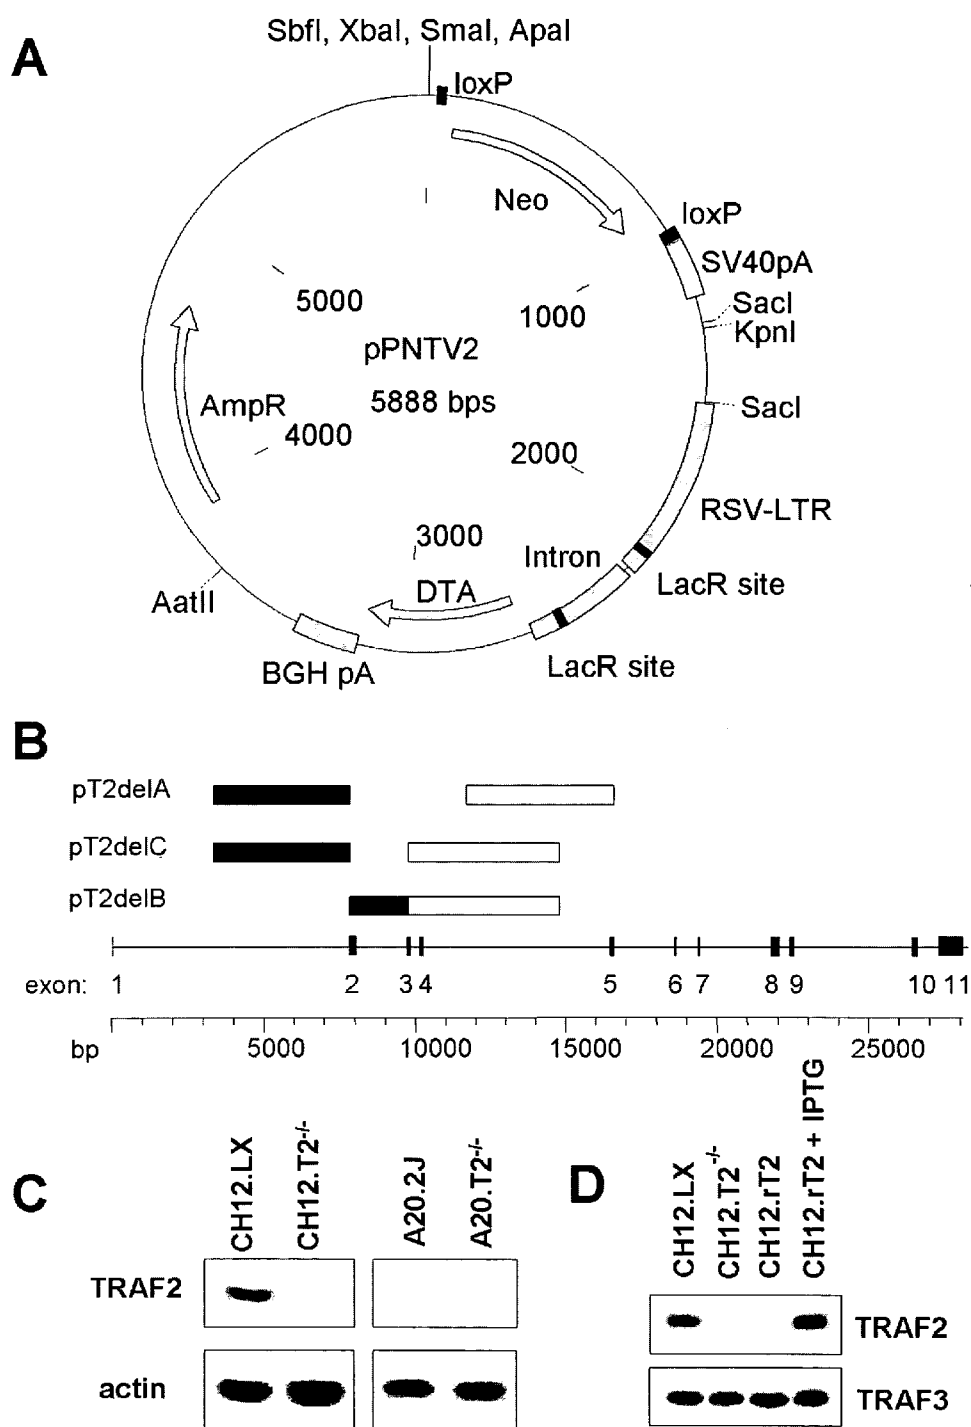 A
SbfI, XbaI, SmaI, ApaI
loxP
Neo
loxP
SV40pA
SacI
KpnI
5000
1000
pPNTV2
5888 bps
SacI
AmpR
4000
2000
RSV-LTR
3000
Intron
LacR site
DTA
AatII
BGH pA
LacR site
B
pT2delA
pT2delC
pT2delB
exon: 1 2 3 4 5 6 7 8 9 10 11
bp 5000 10000 15000 20000 25000
C
CH12.LX
CH12.T2-/-
A20.2J
A20.T2-/-
TRAF2
actin
D
CH12.LX
CH12.T2-/-
CH12.rT2
CH12.rT2 + IPTG
TRAF2
TRAF3